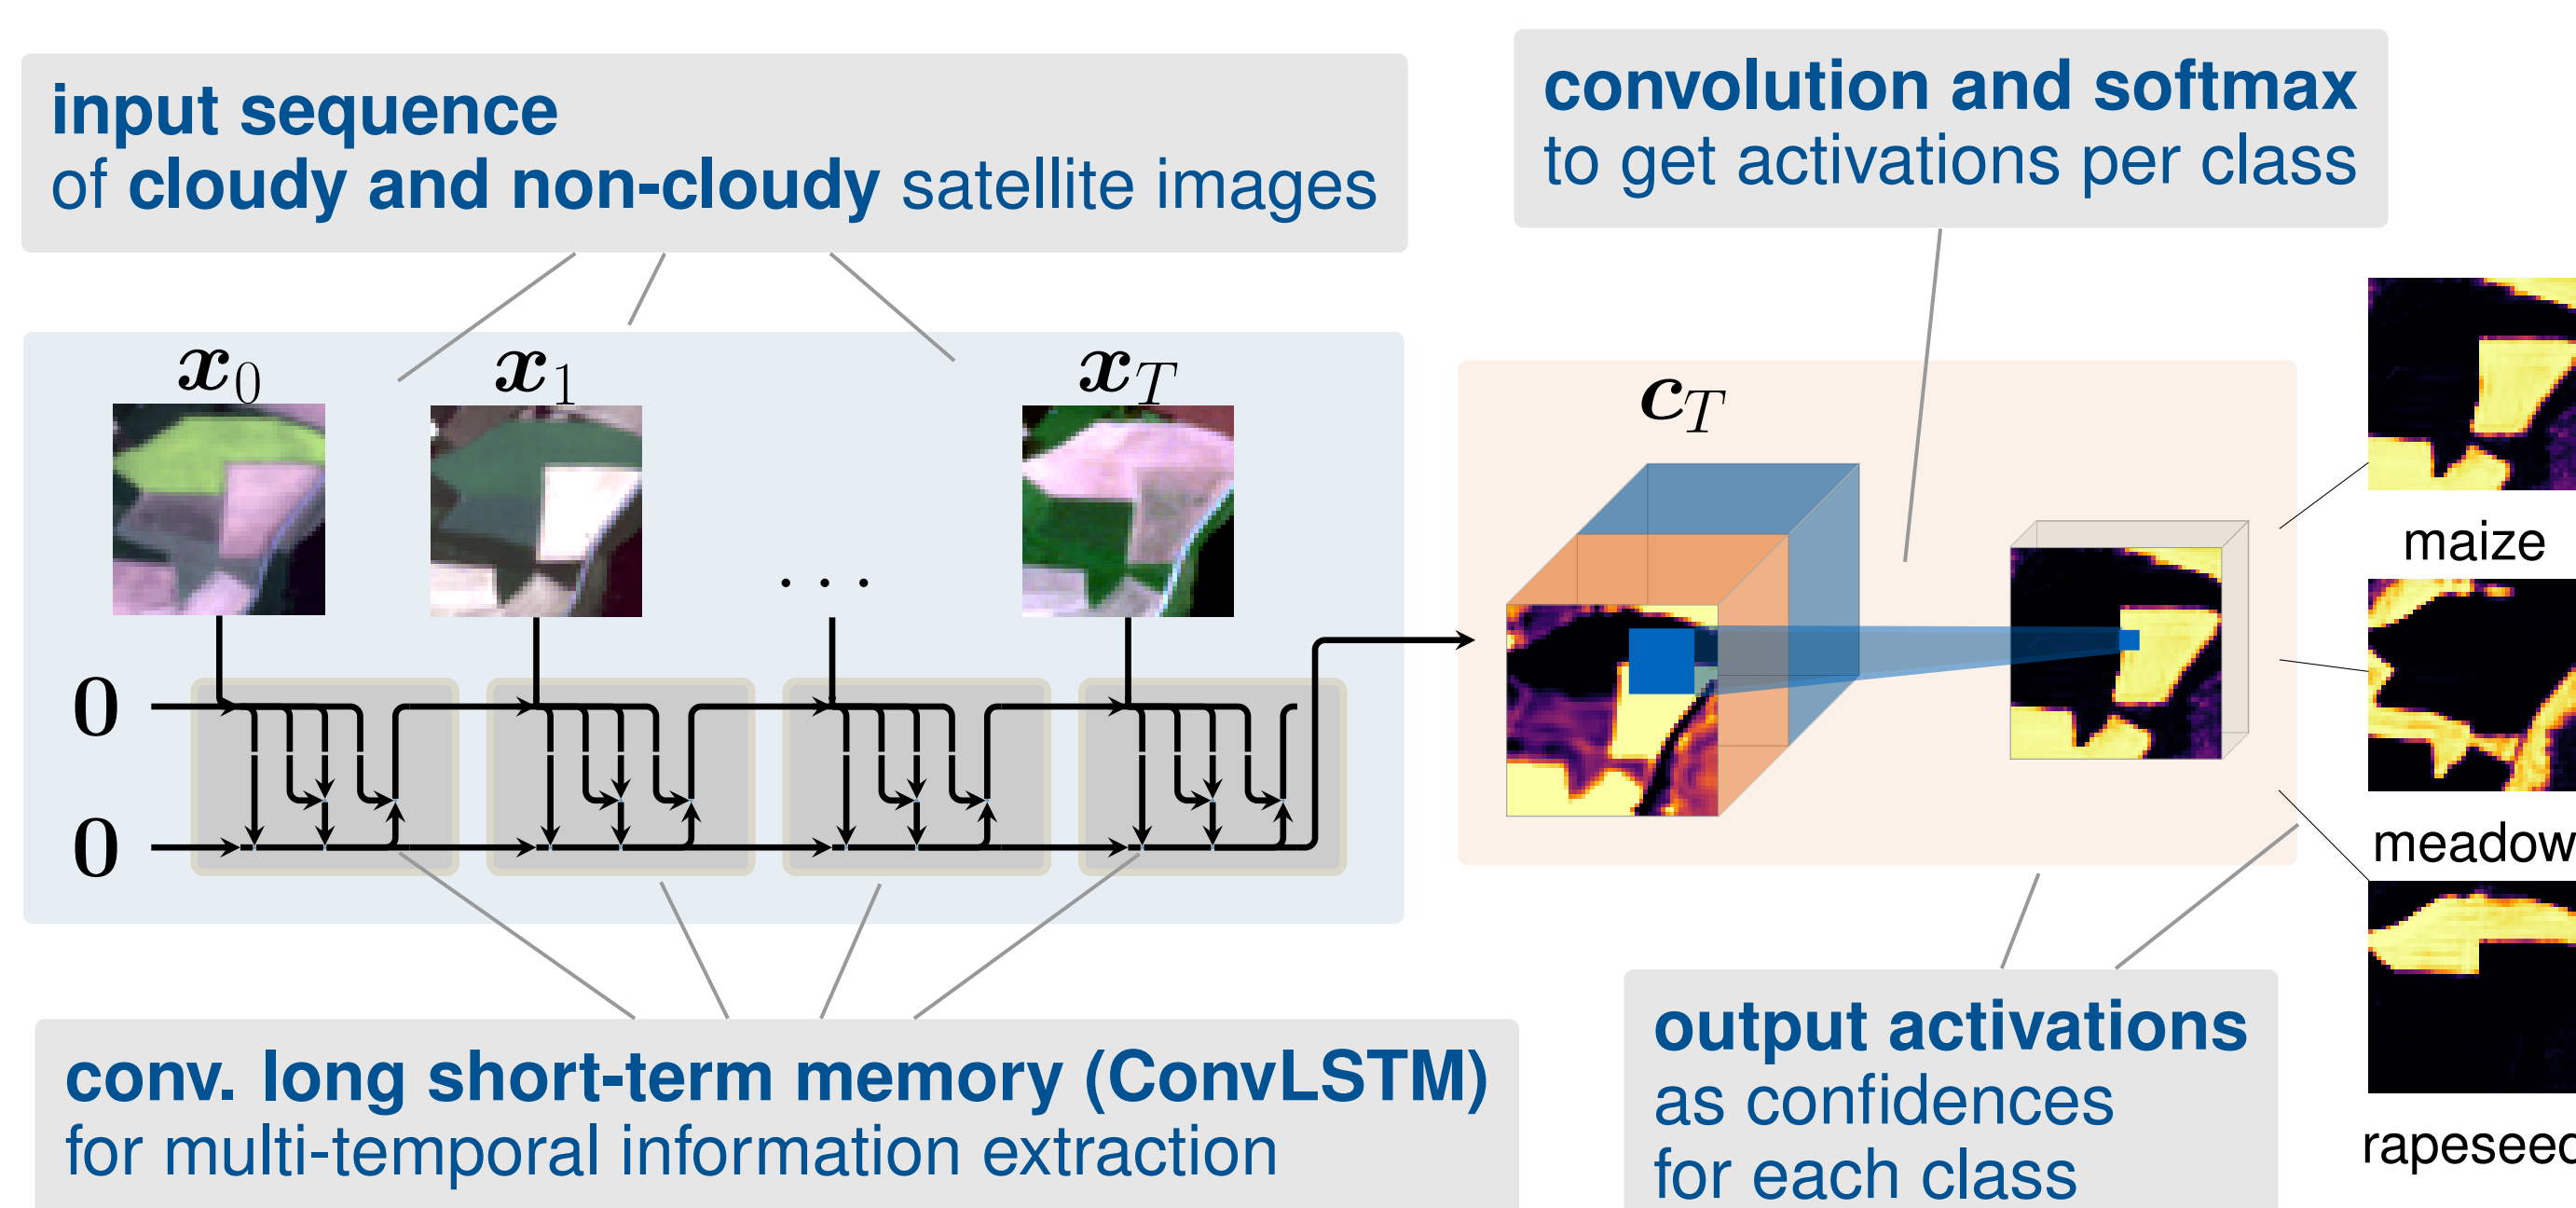 input sequence
of cloudy and non-cloudy satellite images
convolution and softmax
to get activations per class
x₀
x₁
x_T
c_T
. . .
0
0
maize
meadow
rapeseed
conv. long short-term memory (ConvLSTM)
for multi-temporal information extraction
output activations
as confidences
for each class